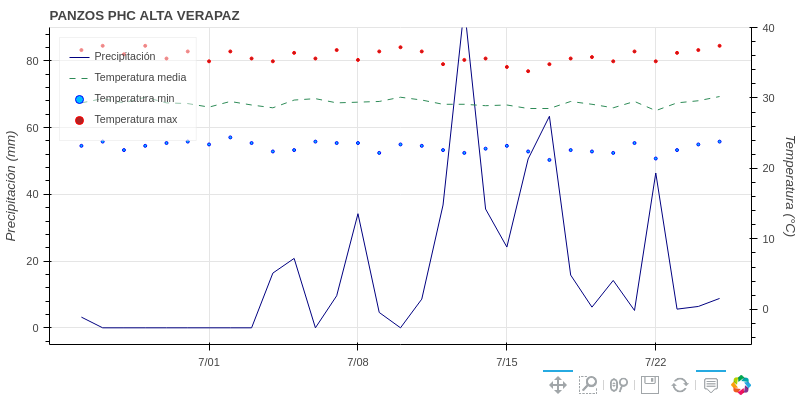 PANZOS PHC ALTA VERAPAZ
Precipitación
Temperatura media
Temperatura min
Temperatura max
Precipitación (mm)
80
60
40
20
0
Temperatura (°C)
40
30
20
10
0
7/01
7/08
7/15
7/22